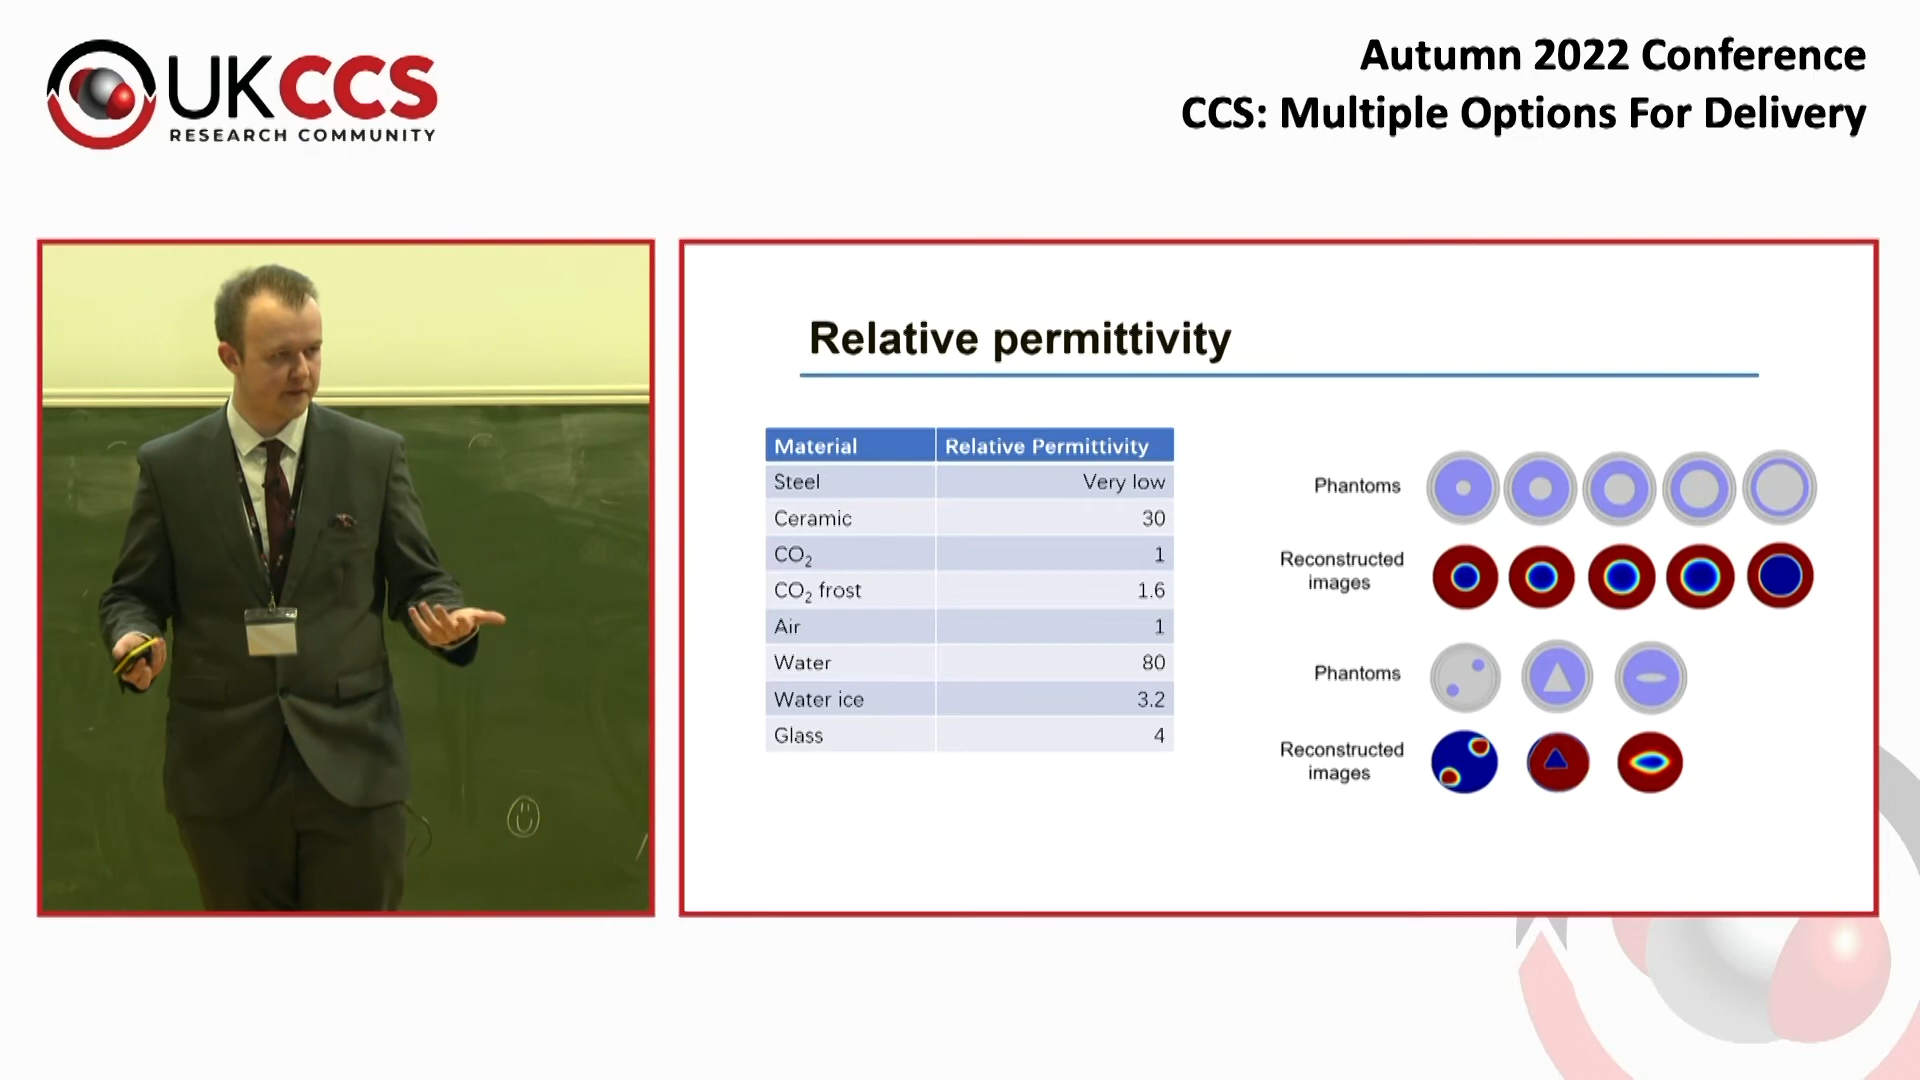 UKCCS
RESEARCH COMMUNITY
Autumn 2022 Conference
CCS: Multiple Options For Delivery
Relative permittivity
Material Relative Permittivity
Steel Very low
Ceramic 30
CO₂ 1
CO₂ frost 1.6
Air 1
Water 80
Water ice 3.2
Glass 4
Phantoms
Reconstructed
images
Phantoms
Reconstructed
images